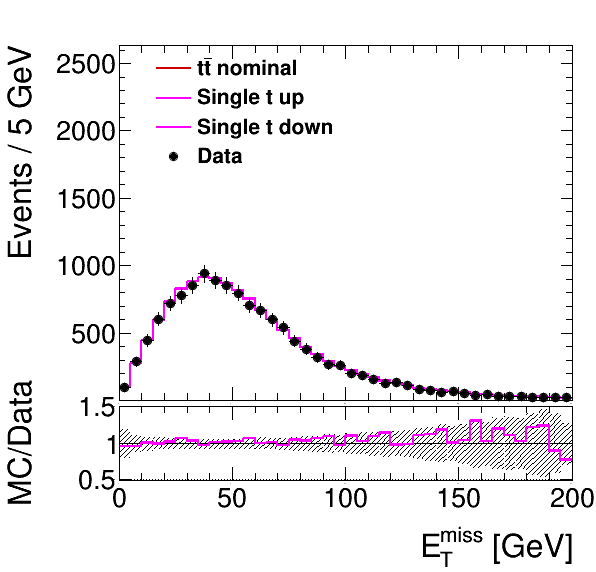 Events / 5 GeV
2500
2000
1500
1000
500
tt̄ nominal
Single t up
Single t down
Data
MC/Data
1.5
1
0.5
0 50 100 150 200
E_T^miss [GeV]